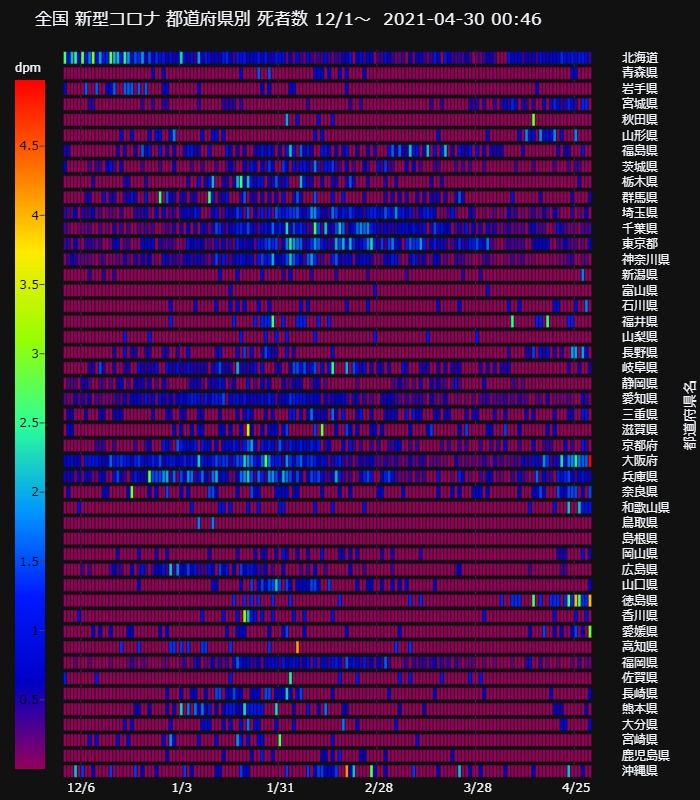 全国 新型コロナ 都道府県別 死者数 12/1～ 2021-04-30 00:46
dpm
4.5
4
3.5
3
2.5
2
1.5
1
0.5
北海道
青森県
岩手県
宮城県
秋田県
山形県
福島県
茨城県
栃木県
群馬県
埼玉県
千葉県
東京都
神奈川県
新潟県
富山県
石川県
福井県
山梨県
長野県
岐阜県
静岡県
愛知県
三重県
滋賀県
京都府
大阪府
兵庫県
奈良県
和歌山県
鳥取県
島根県
岡山県
広島県
山口県
徳島県
香川県
愛媛県
高知県
福岡県
佐賀県
長崎県
熊本県
大分県
宮崎県
鹿児島県
沖縄県
都道府県名
12/6 1/3 1/31 2/28 3/28 4/25